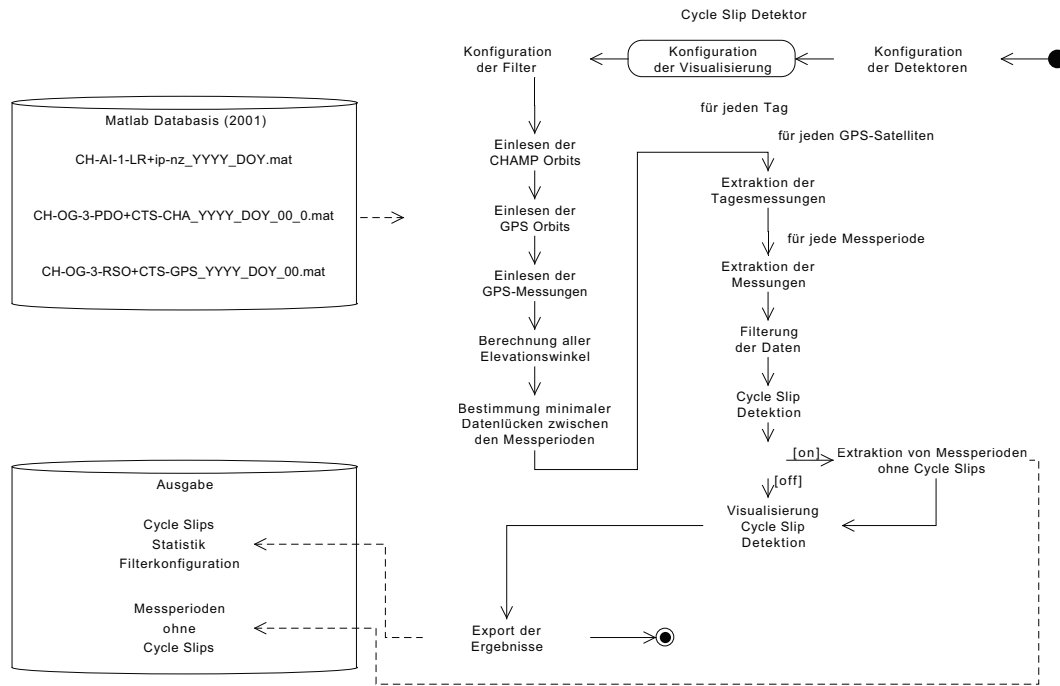 Cycle Slip Detektor
Konfiguration
der Filter
Konfiguration
der Visualisierung
Konfiguration
der Detektoren
Matlab Databasis (2001)
CH-AI-1-LR+ip-nz_YYYY_DOY.mat
CH-OG-3-PDO+CTS-CHA_YYYY_DOY_00_0.mat
CH-OG-3-RSO+CTS-GPS_YYYY_DOY_00.mat
Einlesen der
CHAMP Orbits
Einlesen der
GPS Orbits
Einlesen der
GPS-Messungen
Berechnung aller
Elevationswinkel
Bestimmung minimaler
Datenlücken zwischen
den Messperioden
für jeden Tag
für jeden GPS-Satelliten
Extraktion der
Tagesmessungen
für jede Messperiode
Extraktion der
Messungen
Filterung
der Daten
Cycle Slip
Detektion
[on]
Extraktion von Messperioden
ohne Cycle Slips
[off]
Visualisierung
Cycle Slip
Detektion
Ausgabe
Cycle Slips
Statistik
Filterkonfiguration
Messperioden
ohne
Cycle Slips
Export der
Ergebnisse